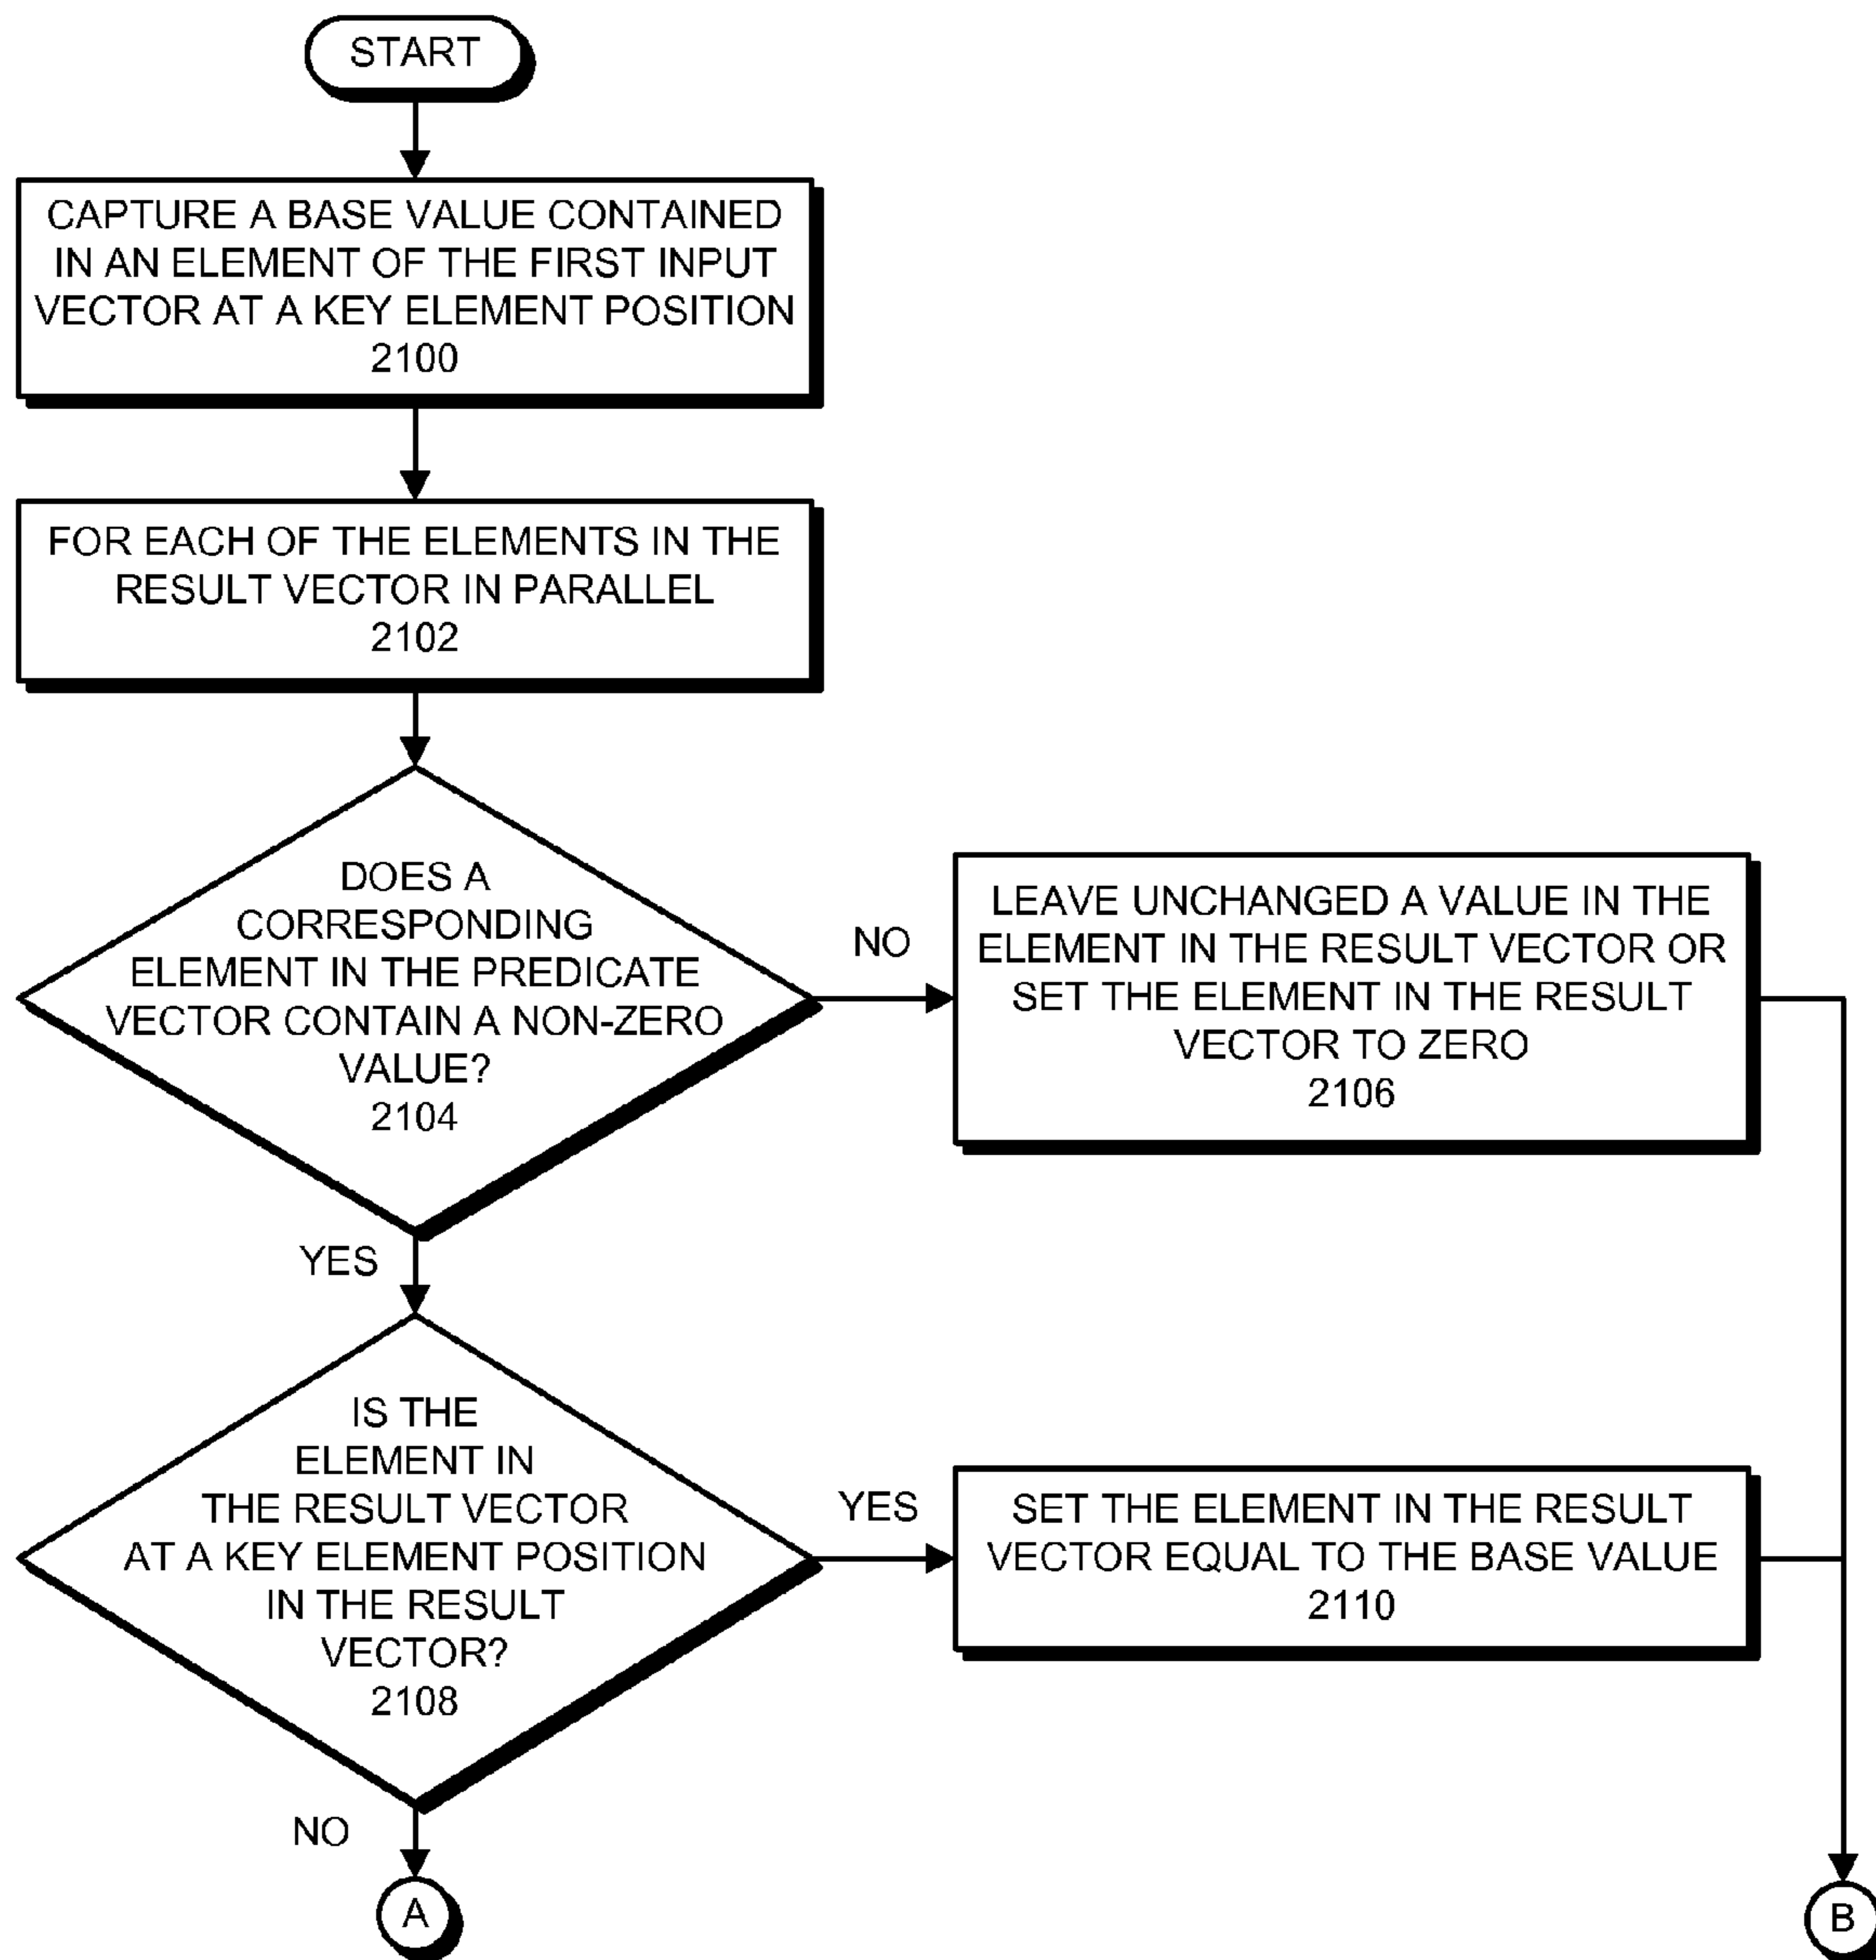 START
CAPTURE A BASE VALUE CONTAINED
IN AN ELEMENT OF THE FIRST INPUT
VECTOR AT A KEY ELEMENT POSITION
2100
FOR EACH OF THE ELEMENTS IN THE
RESULT VECTOR IN PARALLEL
2102
DOES A
CORRESPONDING
ELEMENT IN THE PREDICATE
VECTOR CONTAIN A NON-ZERO
VALUE?
2104
NO
LEAVE UNCHANGED A VALUE IN THE
ELEMENT IN THE RESULT VECTOR OR
SET THE ELEMENT IN THE RESULT
VECTOR TO ZERO
2106
YES
IS THE
ELEMENT IN
THE RESULT VECTOR
AT A KEY ELEMENT POSITION
IN THE RESULT
VECTOR?
2108
YES
SET THE ELEMENT IN THE RESULT
VECTOR EQUAL TO THE BASE VALUE
2110
NO
A
B